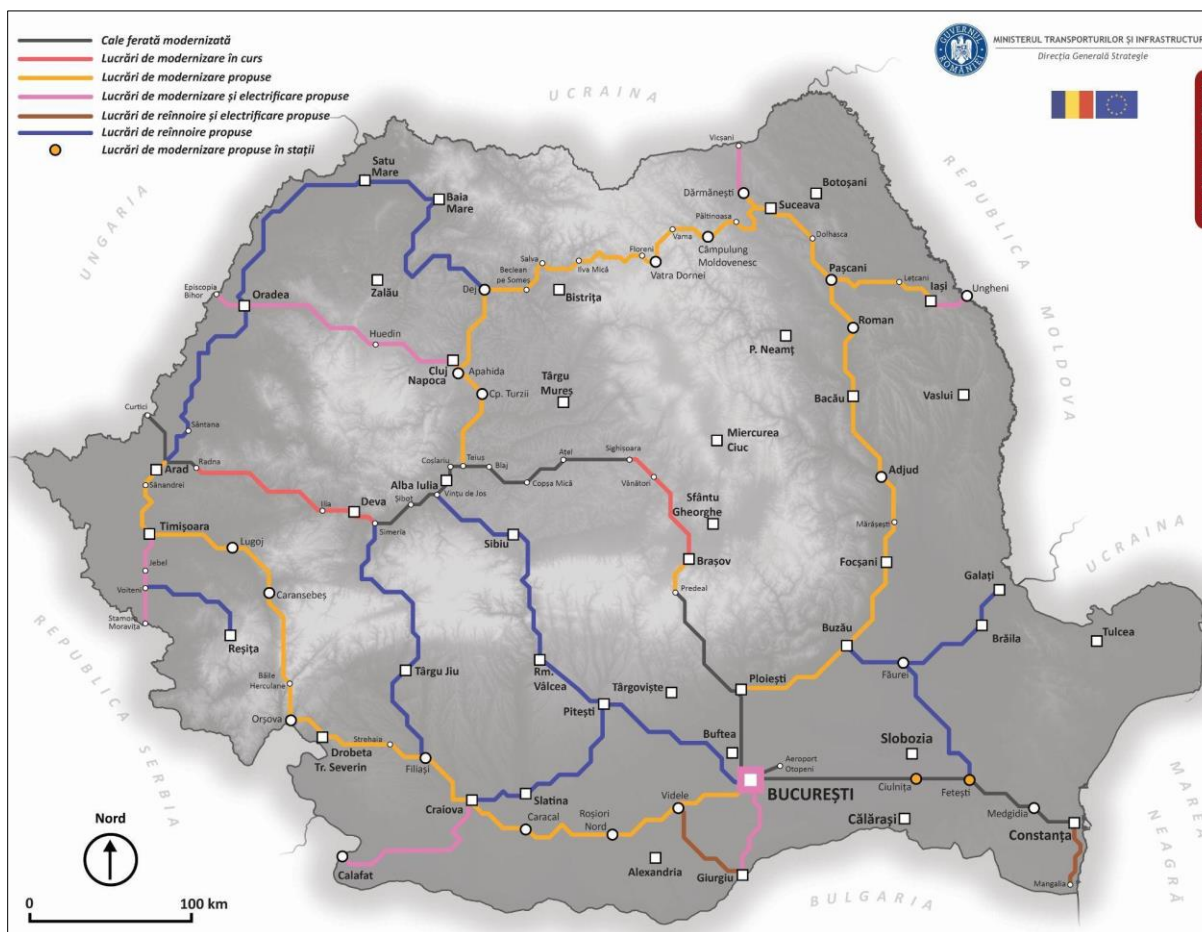 Cale ferată modernizată
Lucrări de modernizare în curs
Lucrări de modernizare propuse
Lucrări de modernizare și electrificare propuse
Lucrări de reînnoire și electrificare propuse
Lucrări de reînnoire propuse
Lucrări de modernizare propuse în stații
GUVERNUL ROMÂNIEI
MINISTERUL TRANSPORTURILOR ȘI INFRASTRUCTUR
Direcția Generală Strategie
UCRAINA
UNGARIA
REPUBLICA
MOLDOVA
Vicșani
Satu
Mare
Baia
Mare
Dărmănești
Botoșani
Suceava
Păltinoasa
Vama
Câmpulung
Moldovenesc
Dolhasca
Floreni
Vatra Dornei
Salva
Ilva Mică
Beclean
pe Someș
Dej
Bistrița
Zalău
Pașcani
Lețcani
Iași
Ungheni
Episcopia
Bihor
Oradea
Huedin
Cluj
Napoca
Apahida
Cp. Turzii
Târgu
Mureș
Roman
P. Neamț
Bacău
Vaslui
Miercurea
Ciuc
Curtici
Sântana
Radna
Arad
Sânandrei
Coslariu
Teiuș
Blaj
Ațel
Copșa Mică
Sighișoara
Vânători
Alba Iulia
Vințu de Jos
Șibot
Ilia
Deva
Simeria
Sibiu
Sfântu
Gheorghe
Brașov
Predeal
Adjud
Mărășești
Focșani
Timișoara
Lugoj
Jebel
Voiteni
Stamora
Moravița
Caransebeș
Reșița
UCRAINA
Galați
Brăila
Tulcea
Buzău
Făurei
REPUBLICA SERBIA
Băile
Herculane
Târgu Jiu
Rm.
Vâlcea
Târgoviște
Ploiești
Pitești
Orșova
Drobeta
Tr. Severin
Strehaia
Filiași
Buftea
Aeroport
Otopeni
Slobozia
BUCUREȘTI
Ciulnița
Fetești
Medgidia
Constanța
MAREA
NEAGRĂ
Craiova
Slatina
Caracal
Roșiori
Nord
Videle
Călărași
Calafat
Alexandria
Giurgiu
Mangalia
BULGARIA
Nord
0 100 km